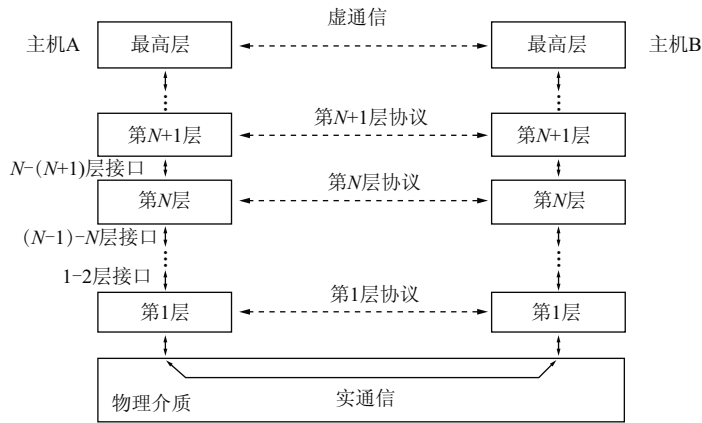 虚通信
主机A 最高层 最高层 主机B
第N+1层协议
第N+1层 第N+1层
N-(N+1)层接口
第N层协议
第N层 第N层
(N-1)-N层接口
1-2层接口
第1层协议
第1层 第1层
物理介质 实通信